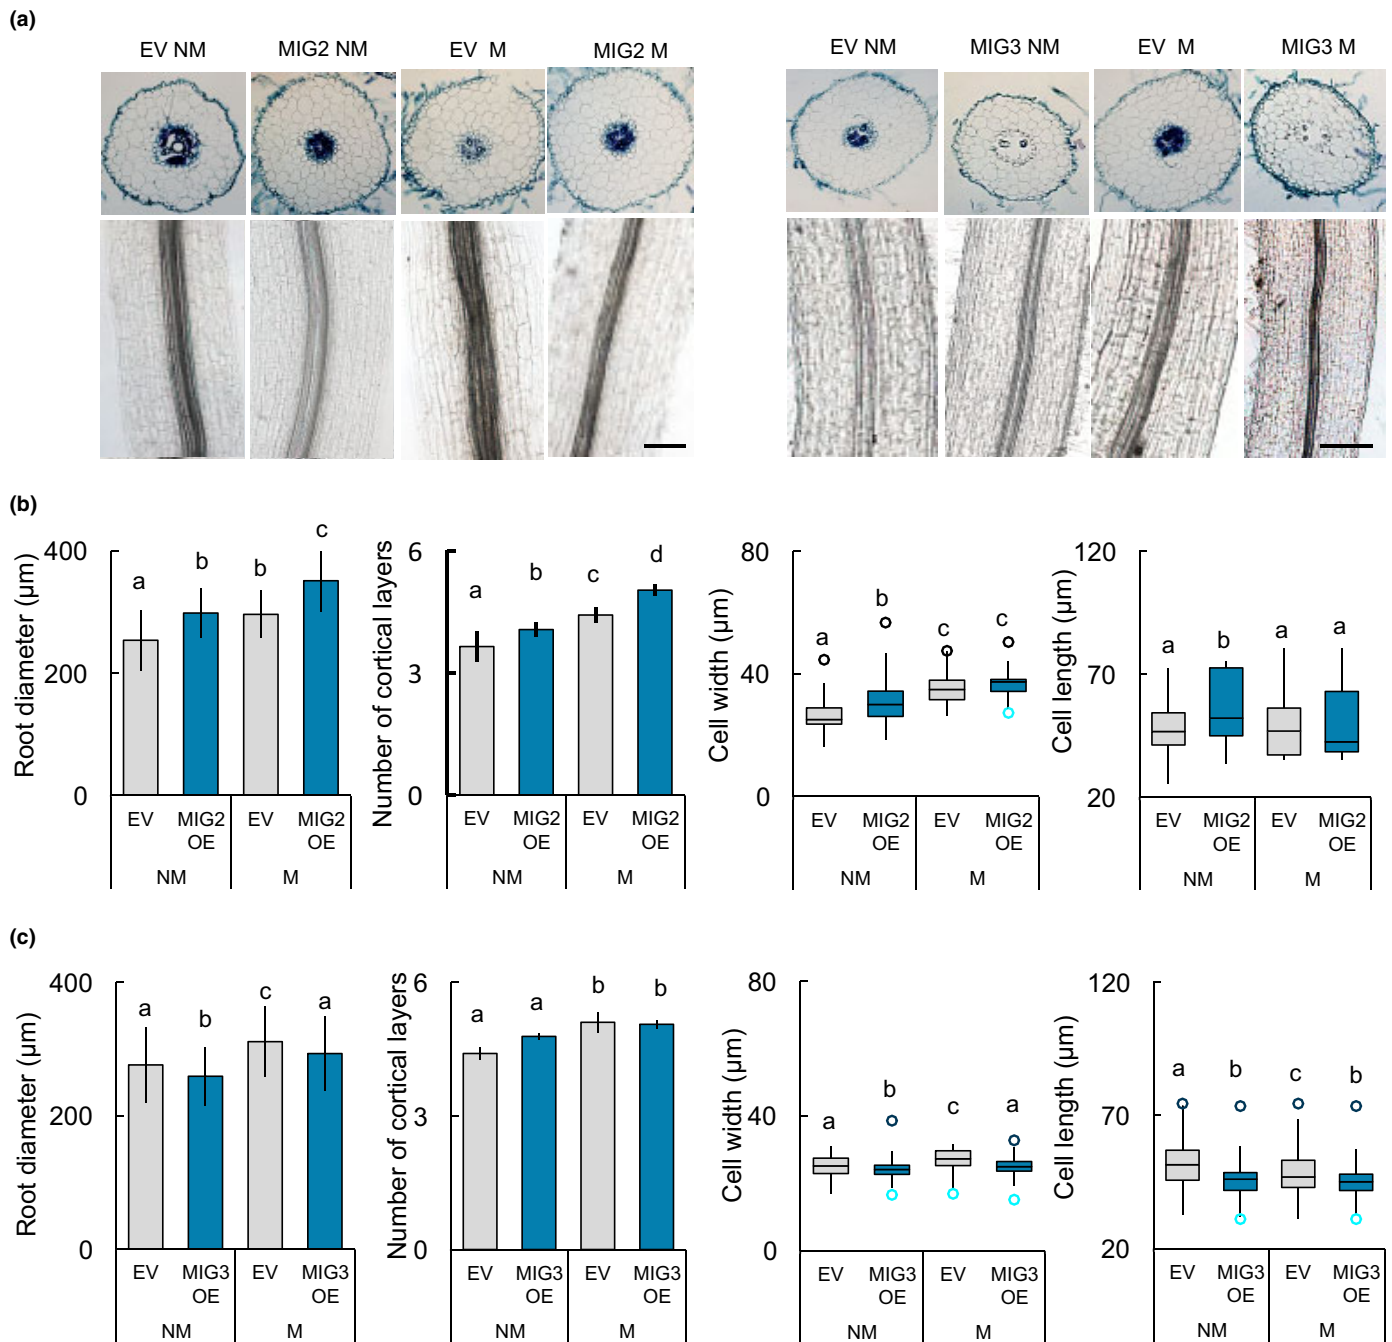 (a)
EV NM MIG2 NM EV M MIG2 M EV NM MIG3 NM EV M MIG3 M
(b)
Root diameter (µm)
400
200
0
a b b c
EV MIG2 OE EV MIG2 OE
NM M
Number of cortical layers
6
3
0
a b c d
EV MIG2 OE EV MIG2 OE
NM M
Cell width (µm)
80
40
0
a b c c
EV MIG2 OE EV MIG2 OE
NM M
Cell length (µm)
120
70
20
a b a a
EV MIG2 OE EV MIG2 OE
NM M
(c)
Root diameter (µm)
400
200
0
a b c a
EV MIG3 OE EV MIG3 OE
NM M
Number of cortical layers
6
3
0
a a b b
EV MIG3 OE EV MIG3 OE
NM M
Cell width (µm)
80
40
0
a b c a
EV MIG3 OE EV MIG3 OE
NM M
Cell length (µm)
120
70
20
a b c b
EV MIG3 OE EV MIG3 OE
NM M